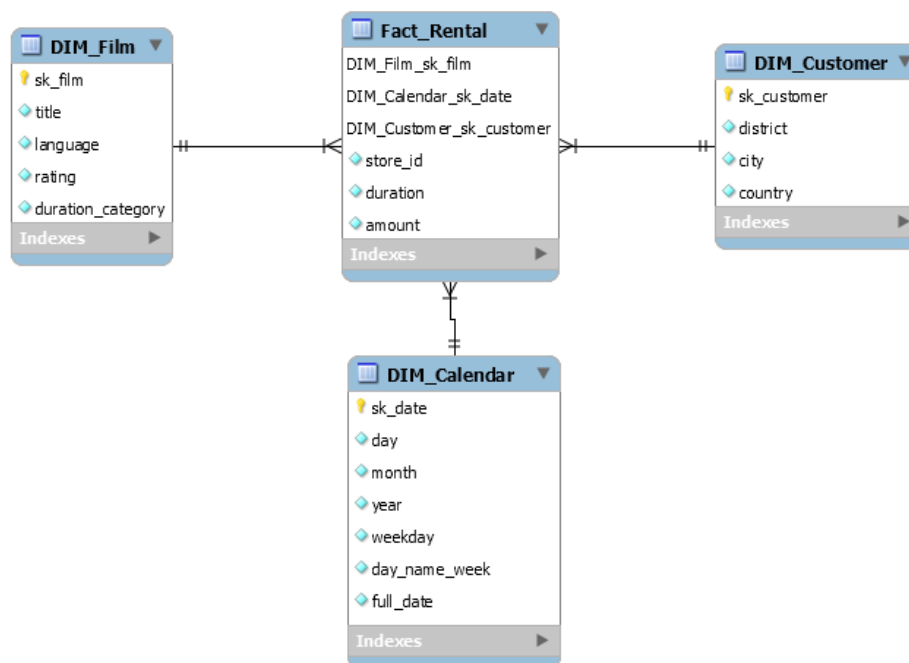 DIM_Film
sk_film
title
language
rating
duration_category
Indexes
Fact_Rental
DIM_Film_sk_film
DIM_Calendar_sk_date
DIM_Customer_sk_customer
store_id
duration
amount
Indexes
DIM_Customer
sk_customer
district
city
country
Indexes
DIM_Calendar
sk_date
day
month
year
weekday
day_name_week
full_date
Indexes